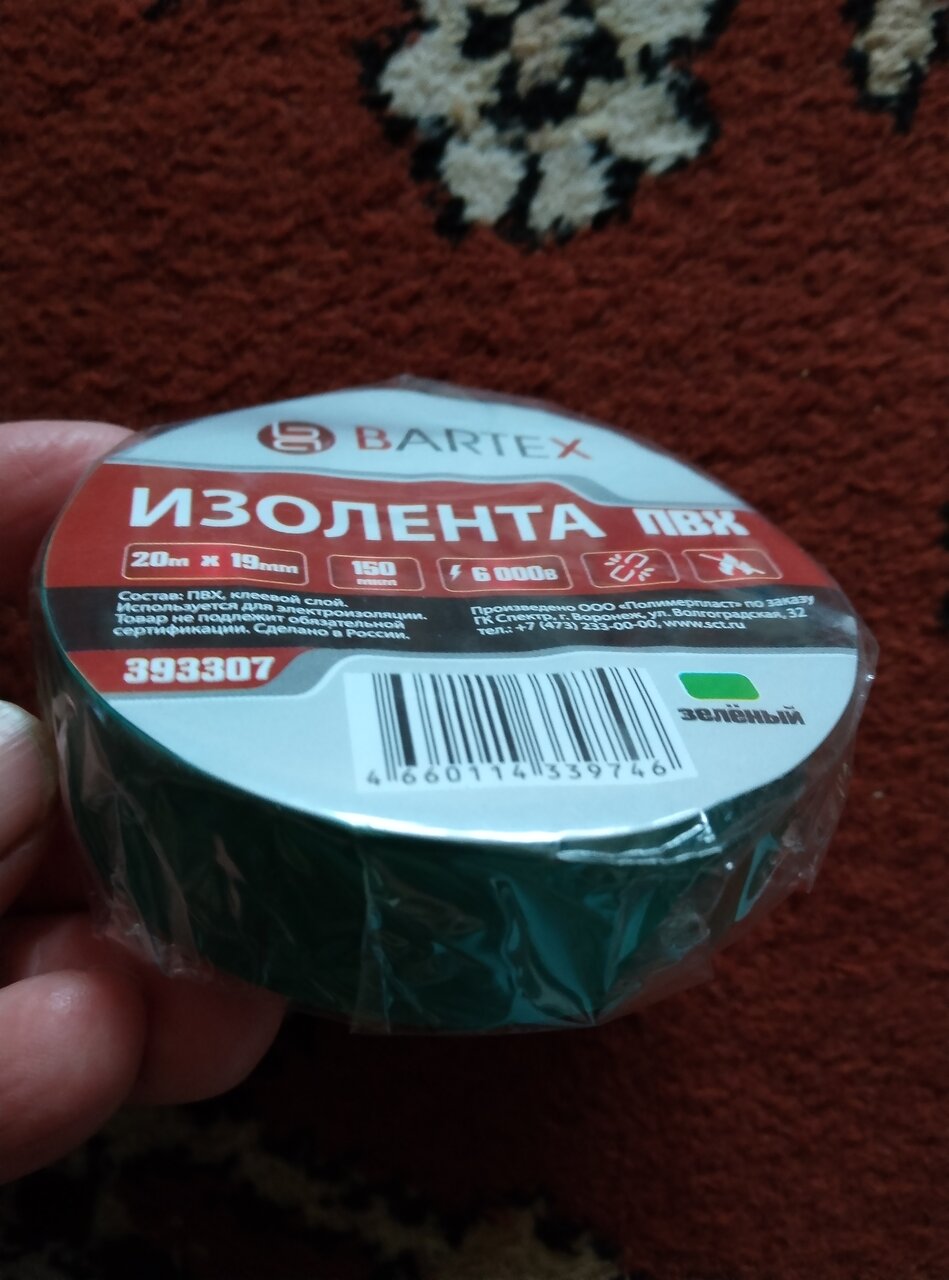 BARTEX
ИЗОЛЕНТА ПВХ
20m x 19mm 150 мкм 6 000в
Состав: ПВХ, клеевой слой.
Используется для электроизоляции.
Товар не подлежит обязательной
сертификации. Сделано в России.
Произведено ООО «Полимерпласт» по заказу
ГК Спектр, г. Воронеж, ул. Волгоградская, 32
тел.: +7 (473) 233-00-00, www.sct.ru
393307
зелёный
4 660114 339746